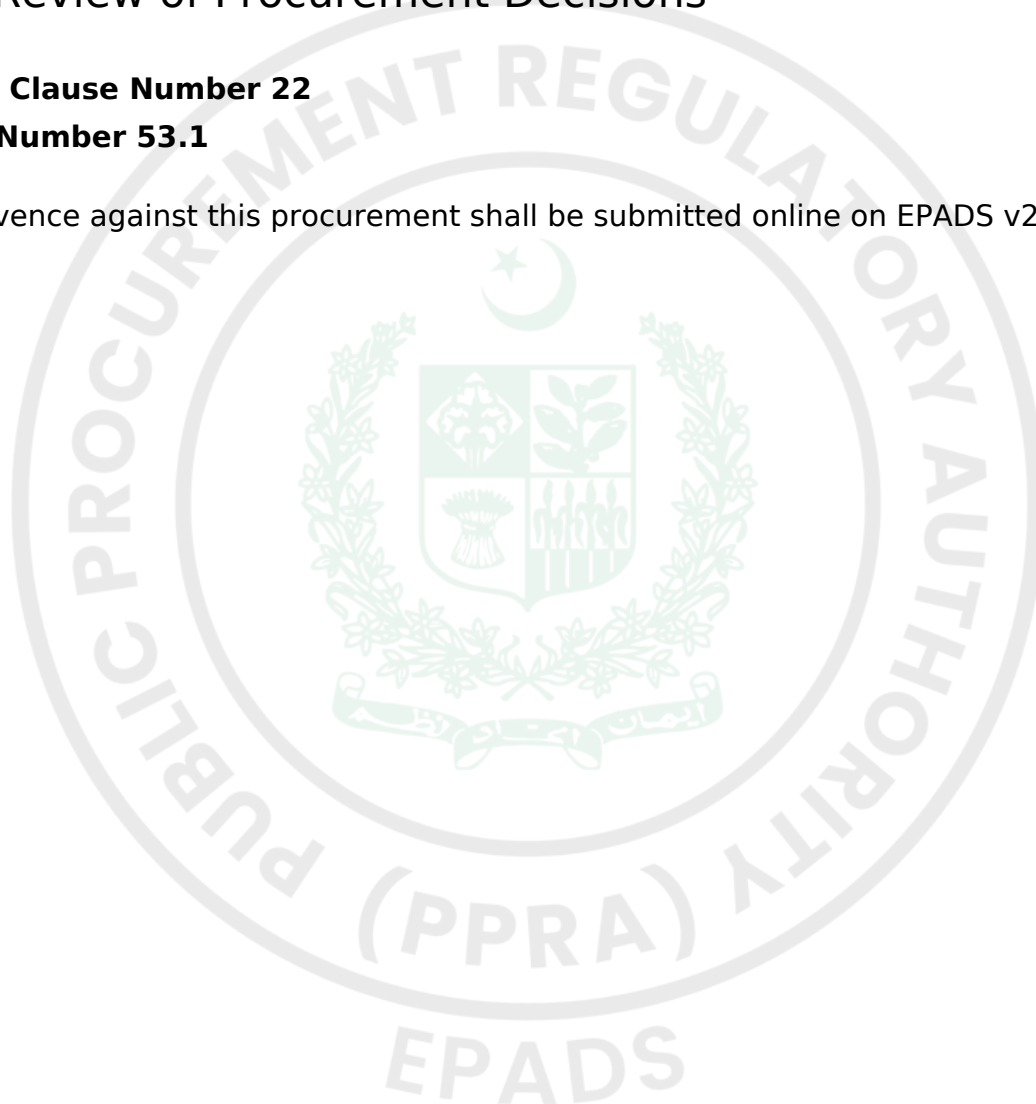 Review of Procurement Decisions
Clause Number 22
Number 53.1
vence against this procurement shall be submitted online on EPADS v2
PUBLIC PROCUREMENT REGULATORY AUTHORITY
(PPRA)
EPADS